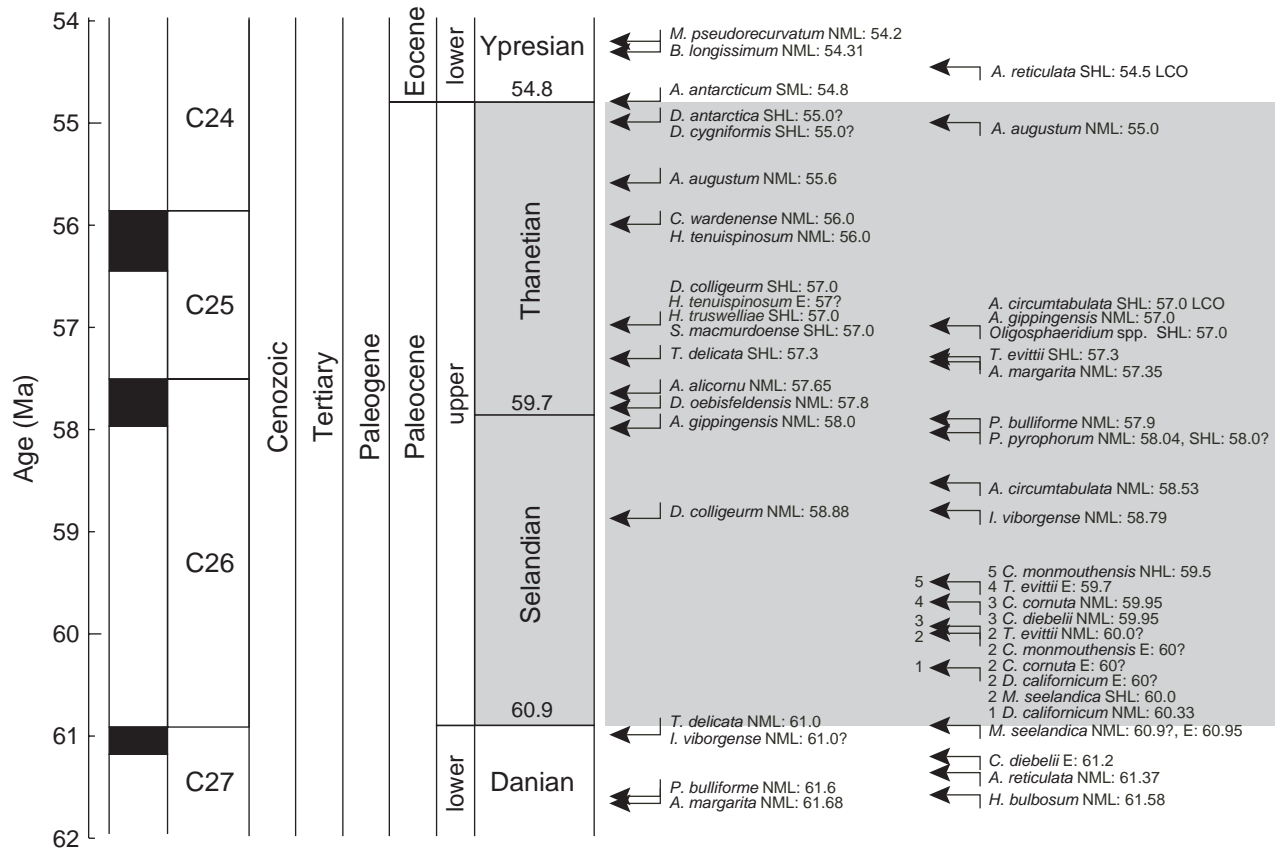 Age (Ma)
54
55
56
57
58
59
60
61
62
C24
C25
C26
C27
Cenozoic
Tertiary
Paleogene
Eocene
Paleocene
lower
upper
lower
Ypresian
54.8
Thanetian
59.7
Selandian
60.9
Danian
M. pseudorecurvatum NML: 54.2
B. longissimum NML: 54.31
A. antarcticum SML: 54.8
D. antarctica SHL: 55.0?
D. cygniformis SHL: 55.0?
A. augustum NML: 55.6
C. wardenense NML: 56.0
H. tenuispinosum NML: 56.0
D. colligeurm SHL: 57.0
H. tenuispinosum E: 57?
H. truswelliae SHL: 57.0
S. macmurdoense SHL: 57.0
T. delicata SHL: 57.3
A. alicornu NML: 57.65
D. oebisfeldensis NML: 57.8
A. gippingensis NML: 58.0
D. colligeurm NML: 58.88
T. delicata NML: 61.0
I. viborgense NML: 61.0?
P. bulliforme NML: 61.6
A. margarita NML: 61.68
A. reticulata SHL: 54.5 LCO
A. augustum NML: 55.0
A. circumtabulata SHL: 57.0 LCO
A. gippingensis NML: 57.0
Oligosphaeridium spp. SHL: 57.0
T. evittii SHL: 57.3
A. margarita NML: 57.35
P. bulliforme NML: 57.9
P. pyrophorum NML: 58.04, SHL: 58.0?
A. circumtabulata NML: 58.53
I. viborgense NML: 58.79
5
4
3
2
1
5 C. monmouthensis NHL: 59.5
4 T. evittii E: 59.7
3 C. cornuta NML: 59.95
3 C. diebelii NML: 59.95
2 T. evittii NML: 60.0?
2 C. monmouthensis E: 60?
2 C. cornuta E: 60?
2 D. californicum E: 60?
2 M. seelandica SHL: 60.0
1 D. californicum NML: 60.33
M. seelandica NML: 60.9?, E: 60.95
C. diebelii E: 61.2
A. reticulata NML: 61.37
H. bulbosum NML: 61.58